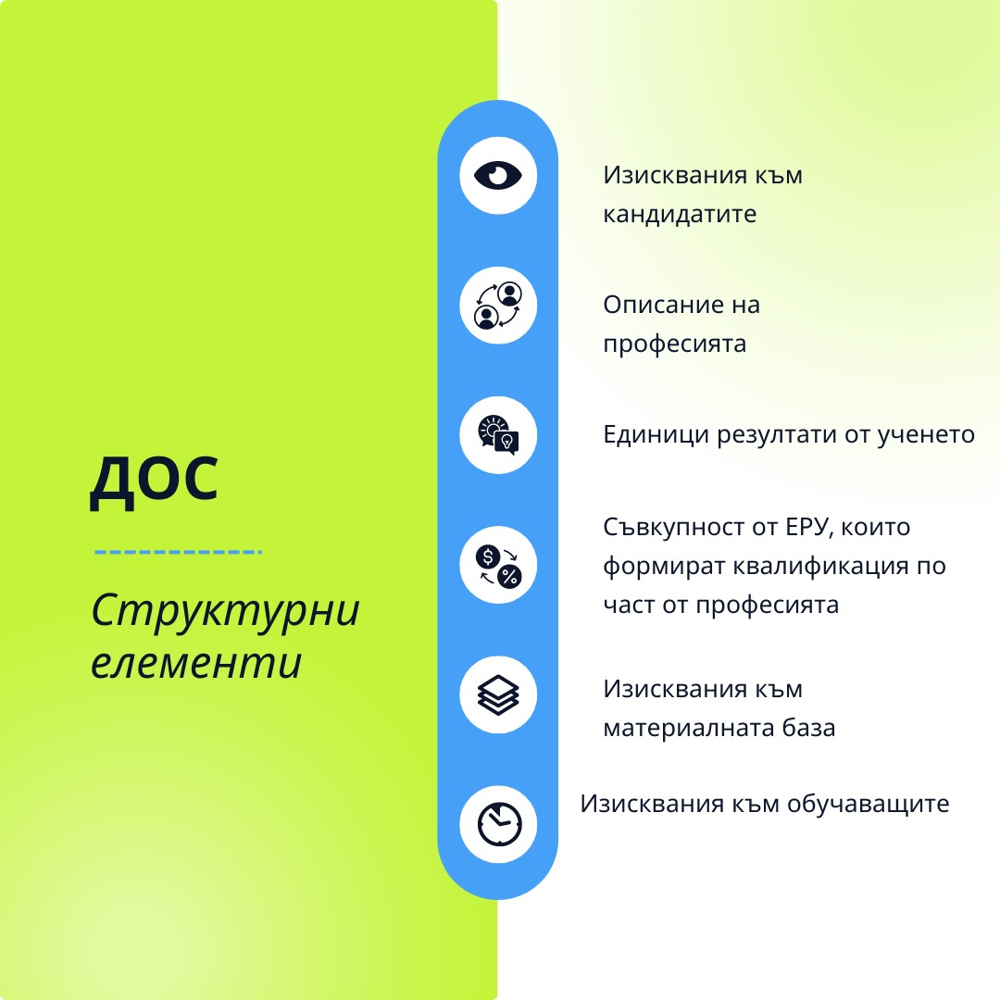 ДОС
Структурни
елементи
Изисквания към
кандидатите
Описание на
професията
Единици резултати от ученето
Съвкупност от ЕРУ, които
формират квалификация по
част от професията
Изисквания към
материалната база
Изисквания към обучаващите